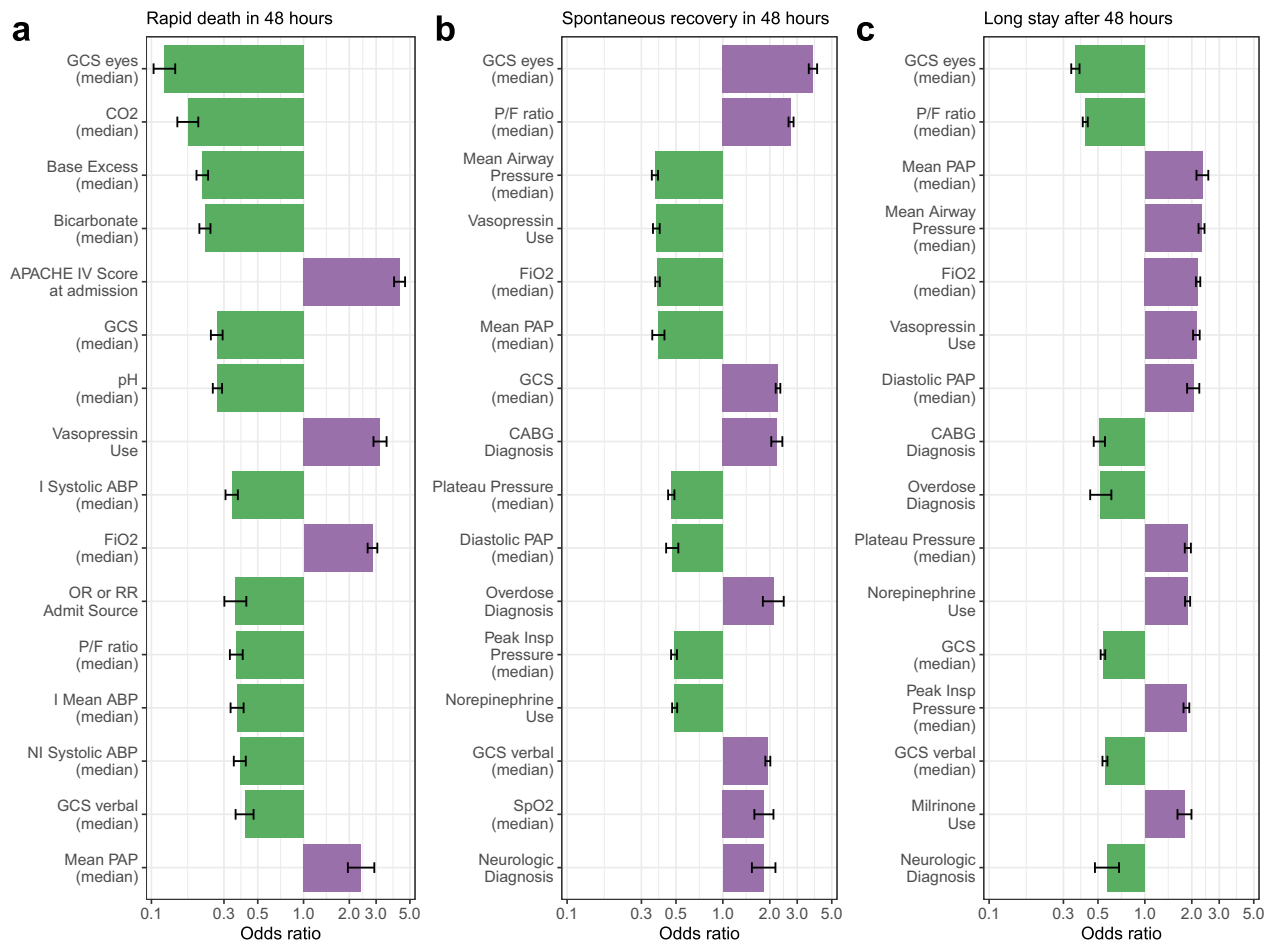 a
Rapid death in 48 hours
GCS eyes
(median)
CO2
(median)
Base Excess
(median)
Bicarbonate
(median)
APACHE IV Score
at admission
GCS
(median)
pH
(median)
Vasopressin
Use
I Systolic ABP
(median)
FiO2
(median)
OR or RR
Admit Source
P/F ratio
(median)
I Mean ABP
(median)
NI Systolic ABP
(median)
GCS verbal
(median)
Mean PAP
(median)
0.1 0.3 0.5 1.0 2.0 3.0 5.0
Odds ratio
b
Spontaneous recovery in 48 hours
GCS eyes
(median)
P/F ratio
(median)
Mean Airway
Pressure
(median)
Vasopressin
Use
FiO2
(median)
Mean PAP
(median)
GCS
(median)
CABG
Diagnosis
Plateau Pressure
(median)
Diastolic PAP
(median)
Overdose
Diagnosis
Peak Insp
Pressure
(median)
Norepinephrine
Use
GCS verbal
(median)
SpO2
(median)
Neurologic
Diagnosis
0.1 0.3 0.5 1.0 2.0 3.0 5.0
Odds ratio
c
Long stay after 48 hours
GCS eyes
(median)
P/F ratio
(median)
Mean PAP
(median)
Mean Airway
Pressure
(median)
FiO2
(median)
Vasopressin
Use
Diastolic PAP
(median)
CABG
Diagnosis
Overdose
Diagnosis
Plateau Pressure
(median)
Norepinephrine
Use
GCS
(median)
Peak Insp
Pressure
(median)
GCS verbal
(median)
Milrinone
Use
Neurologic
Diagnosis
0.1 0.3 0.5 1.0 2.0 3.0 5.0
Odds ratio